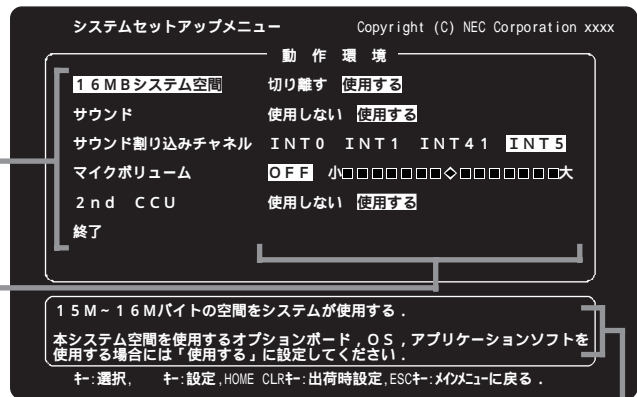 システムセットアップメニュー Copyright (C) NEC Corporation xxxx
動 作 環 境
16MBシステム空間 切り離す 使用する
サウンド 使用しない 使用する
サウンド割り込みチャネル INT0 INT1 INT41 INT5
マイクボリューム OFF 小□□□□□□□◇□□□□□□□大
2nd CCU 使用しない 使用する
終了
15M~16Mバイトの空間をシステムが使用する.
本システム空間を使用するオプションボード,OS,アプリケーションソフトを
使用する場合には「使用する」に設定してください.
キー:選択, キー:設定,HOME CLRキー:出荷時設定,ESCキー:メインメニューに戻る.